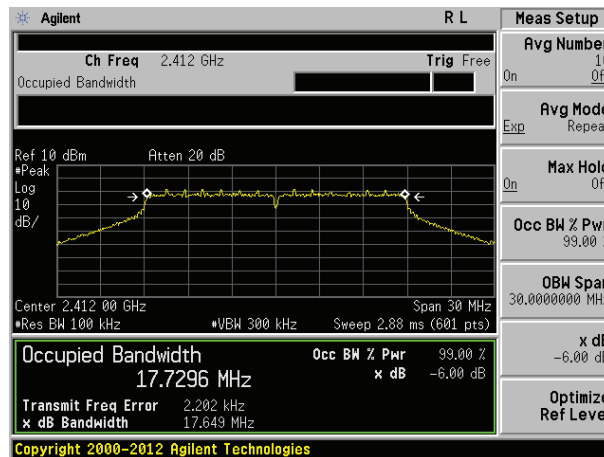 Agilent R L
Ch Freq 2.412 GHz Trig Free
Occupied Bandwidth
Ref 10 dBm Atten 20 dB
#Peak
Log
10
dB/
Center 2.412 00 GHz Span 30 MHz
#Res BW 100 kHz #VBW 300 kHz Sweep 2.88 ms (601 pts)
Occupied Bandwidth Occ BW % Pwr 99.00 %
17.7296 MHz x dB -6.00 dB
Transmit Freq Error 2.202 kHz
x dB Bandwidth 17.649 MHz
Copyright 2000-2012 Agilent Technologies
Meas Setup
Avg Number
On
Avg Mode
Exp Repeat
Max Hold
On
Occ BW % Pwr
99.00
OBW Span
30.0000000 MHz
x dB
-6.00 dB
Optimize
Ref Level